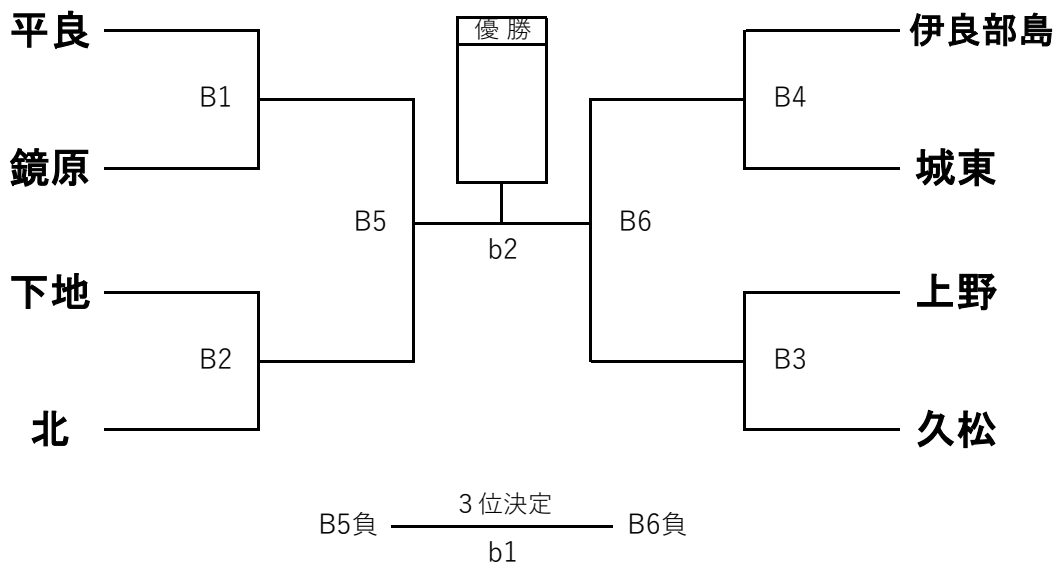 平良
優 勝
伊良部島
B1
B4
鏡原
城東
B5
B6
b2
下地
上野
B2
B3
北
久松
3位決定
B5負
B6負
b1